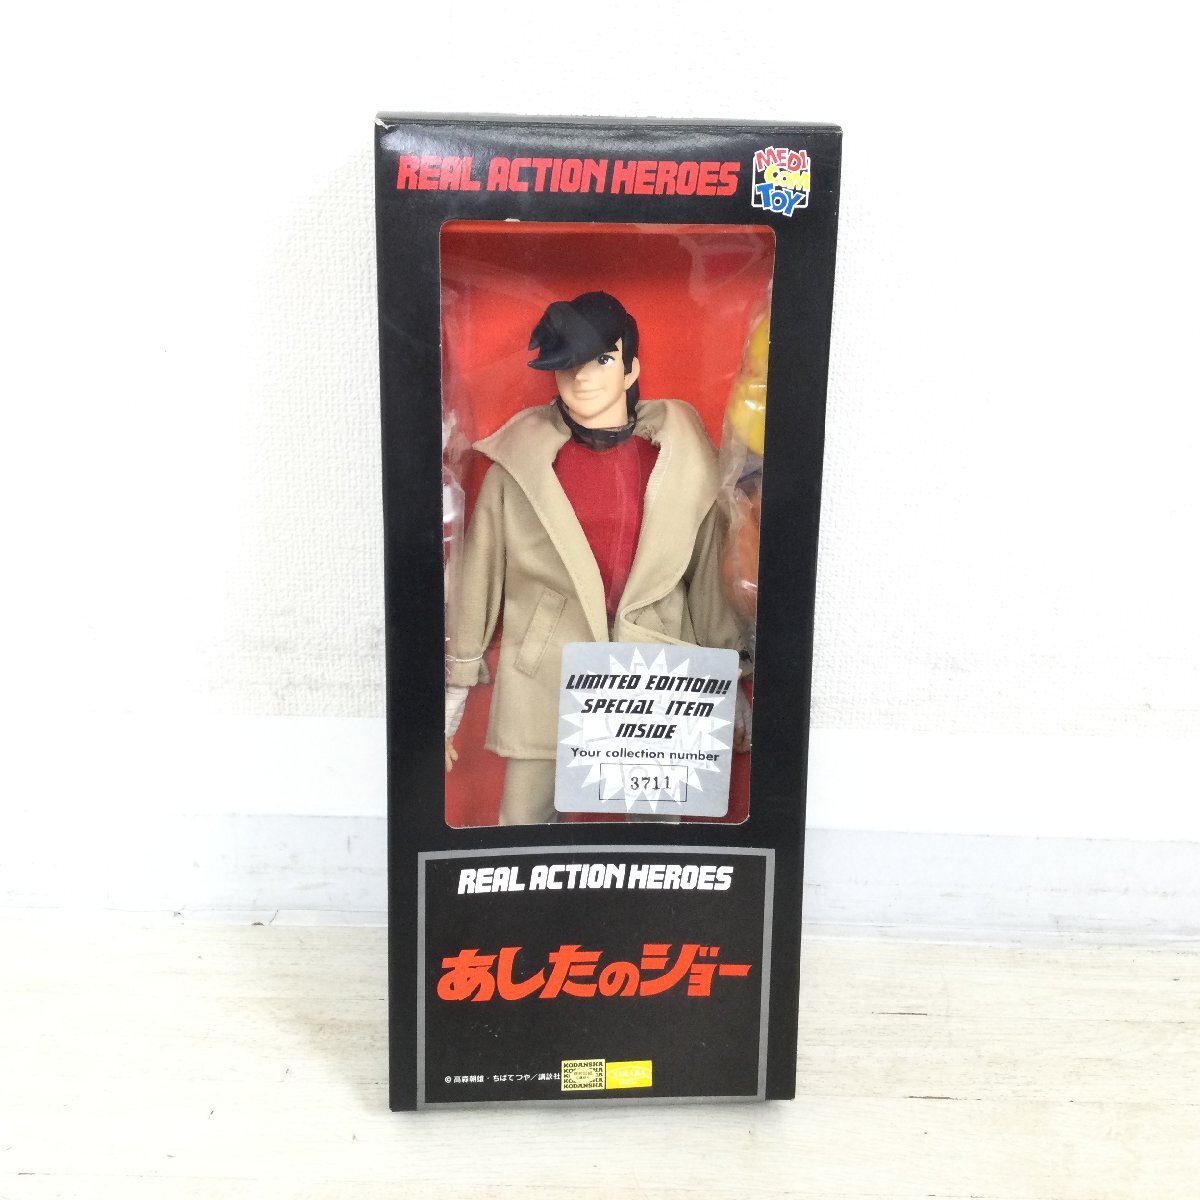 REAL ACTION HEROES
MEDI
COM
TOY
LIMITED EDITION!!
SPECIAL ITEM
INSIDE
Your collection number
3711
REAL ACTION HEROES
あしたのジョー
© 高森朝雄・ちばてつや／講談社
KODANSHA
KODANSHA